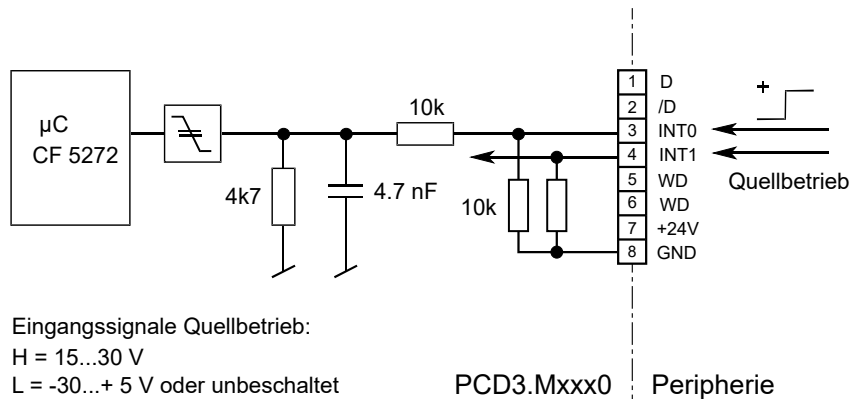 µC
CF 5272
10k
4k7
4.7 nF
10k
1 D
2 /D
3 INT0
4 INT1
5 WD
6 WD
7 +24V
8 GND
+
Quellbetrieb
Eingangssignale Quellbetrieb:
H = 15...30 V
L = -30...+ 5 V oder unbeschaltet
PCD3.Mxxx0
Peripherie